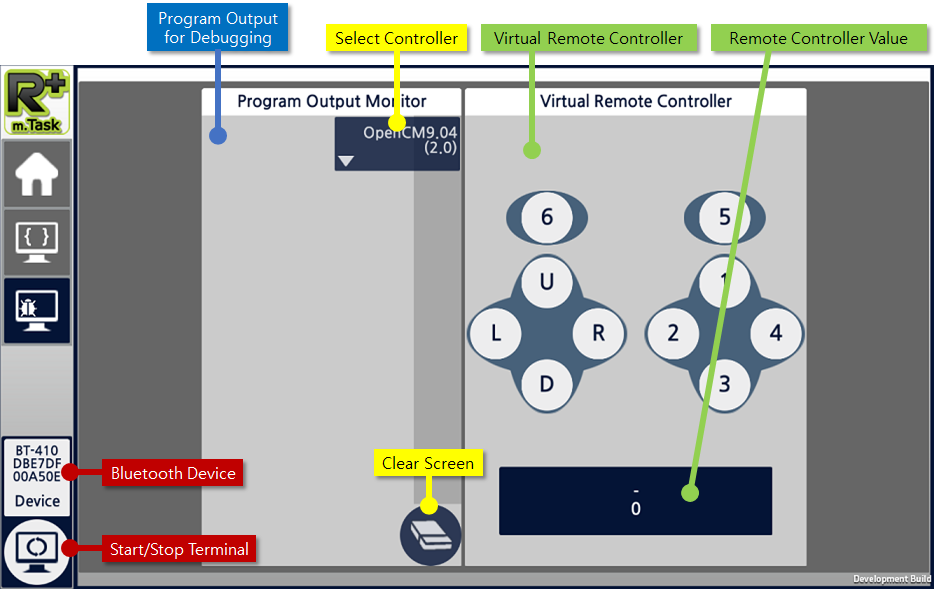 Program Output
for Debugging
Select Controller
Virtual Remote Controller
Remote Controller Value
R+
m.Task
Program Output Monitor
Virtual Remote Controller
OpenCM9.04
(2.0)
6
5
U
1
L
R
2
4
D
3
{ }
BT-410
DBE7DF
00A50E
Device
Bluetooth Device
Clear Screen
-
0
Start/Stop Terminal
Development Build